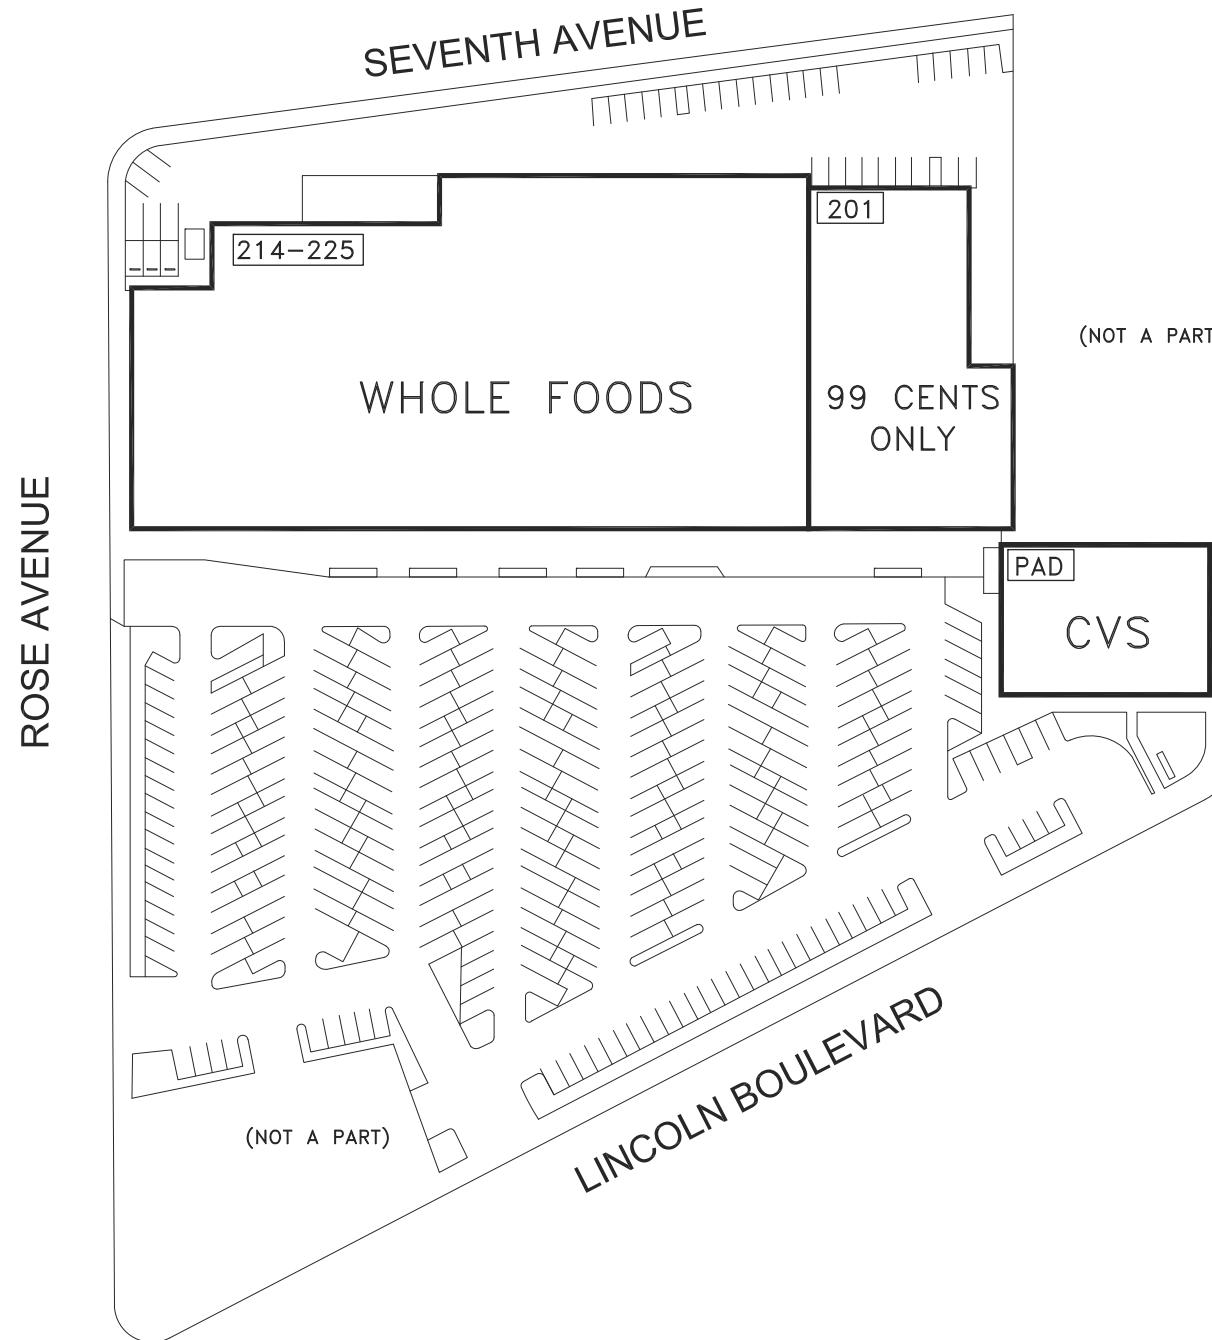 SEVENTH AVENUE
201
214-225
(NOT A PART
WHOLE FOODS
99 CENTS
ONLY
ROSE AVENUE
PAD
CVS
LINCOLN BOULEVARD
(NOT A PART)